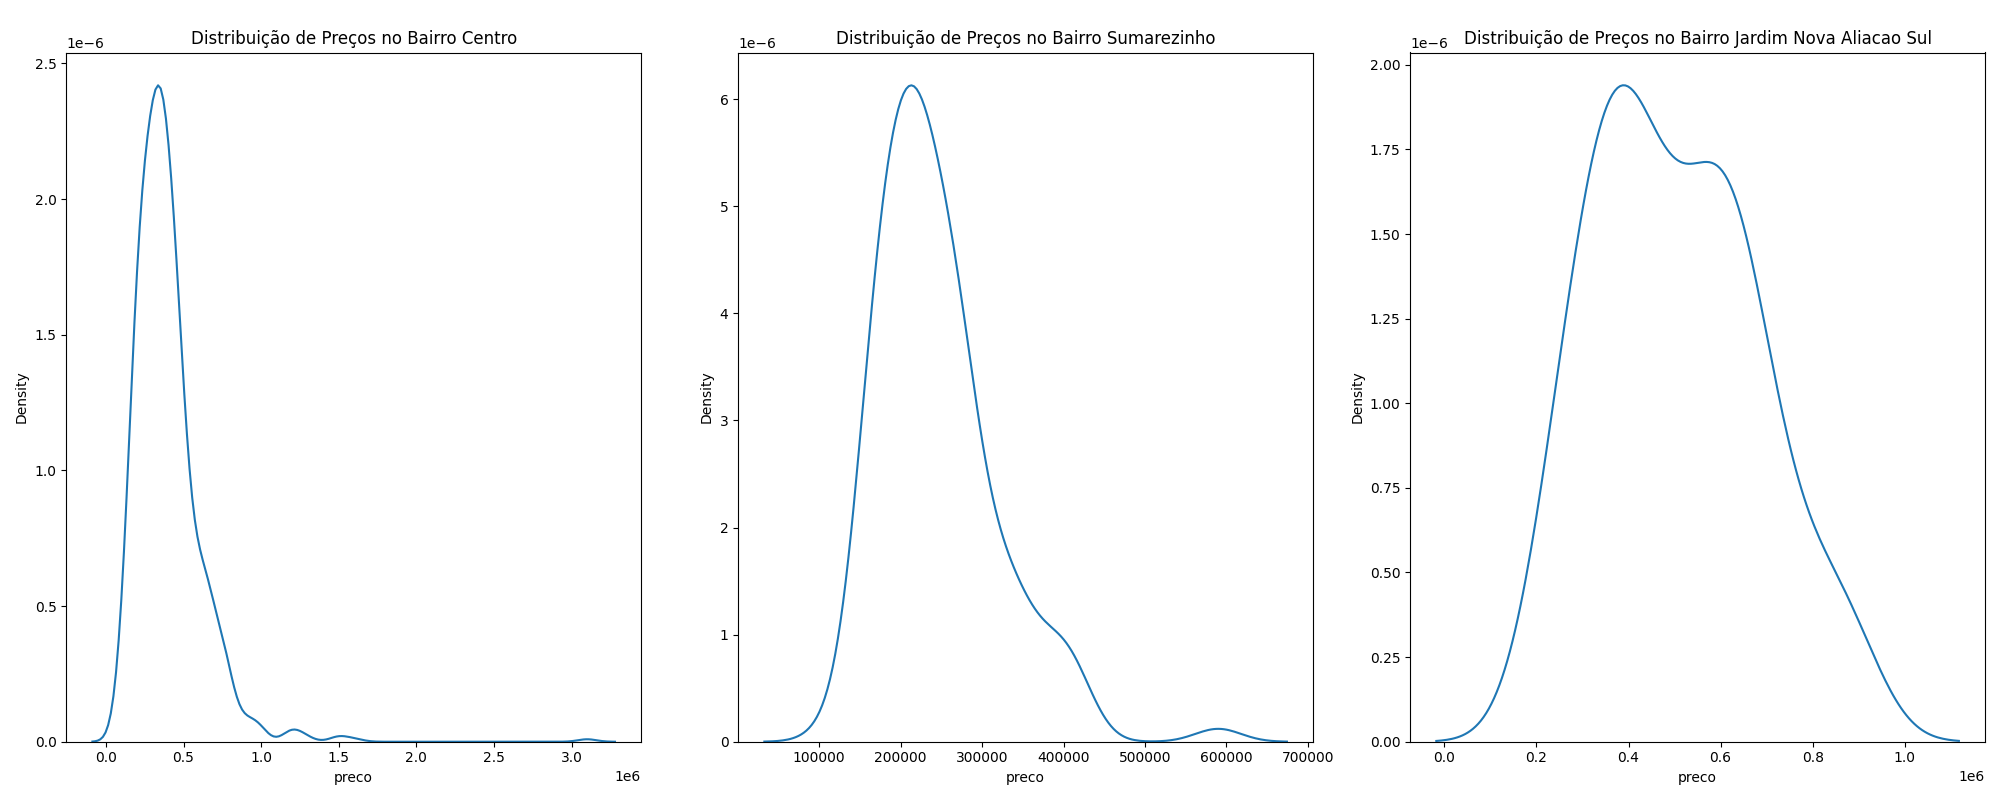 Distribuição de Preços no Bairro Centro
1e−6
2.5
2.0
1.5
1.0
0.5
0.0
Density
0.0 0.5 1.0 1.5 2.0 2.5 3.0
preco
1e6
Distribuição de Preços no Bairro Sumarezinho
1e−6
6
5
4
3
2
1
0
Density
100000 200000 300000 400000 500000 600000 700000
preco
Distribuição de Preços no Bairro Jardim Nova Aliacao Sul
1e−6
2.00
1.75
1.50
1.25
1.00
0.75
0.50
0.25
0.00
Density
0.0 0.2 0.4 0.6 0.8 1.0
preco
1e6